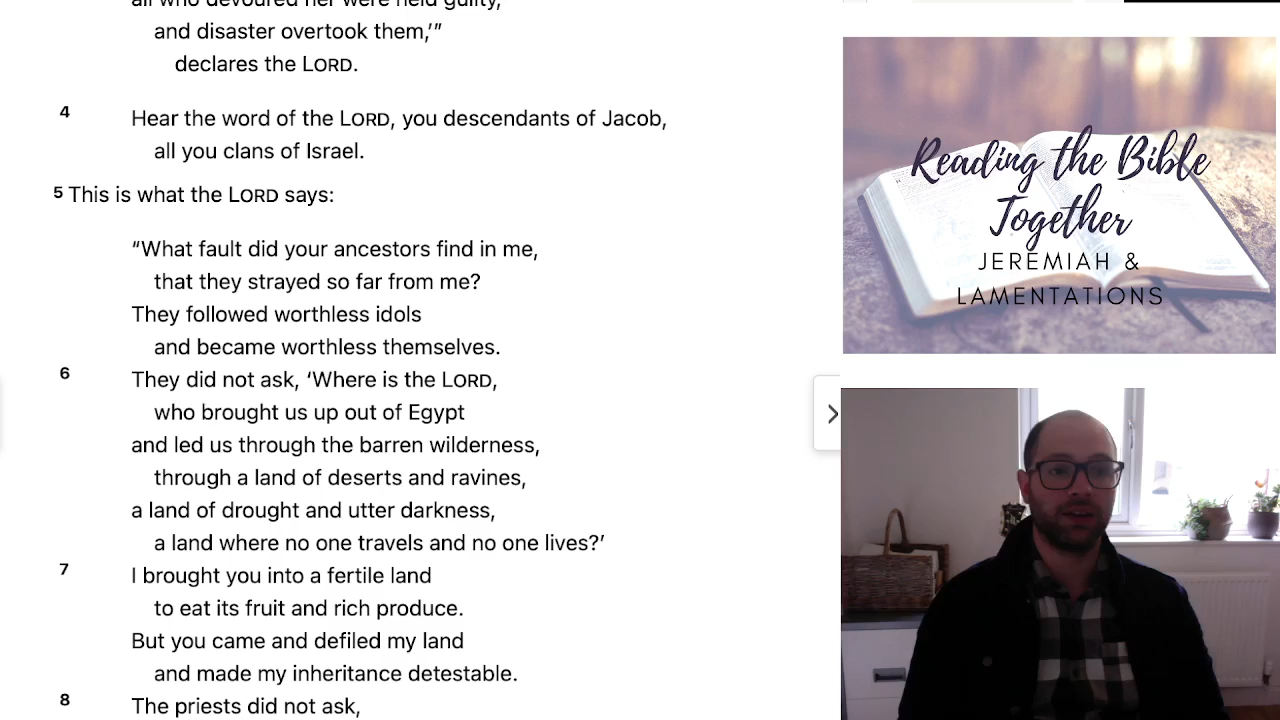 all who devoured her were held guilty,
and disaster overtook them,’”
declares the LORD.
4 Hear the word of the LORD, you descendants of Jacob,
all you clans of Israel.
5 This is what the LORD says:
“What fault did your ancestors find in me,
that they strayed so far from me?
They followed worthless idols
and became worthless themselves.
6 They did not ask, ‘Where is the LORD,
who brought us up out of Egypt
and led us through the barren wilderness,
through a land of deserts and ravines,
a land of drought and utter darkness,
a land where no one travels and no one lives?’
7 I brought you into a fertile land
to eat its fruit and rich produce.
But you came and defiled my land
and made my inheritance detestable.
8 The priests did not ask,
Reading the Bible
Together
JEREMIAH &
LAMENTATIONS